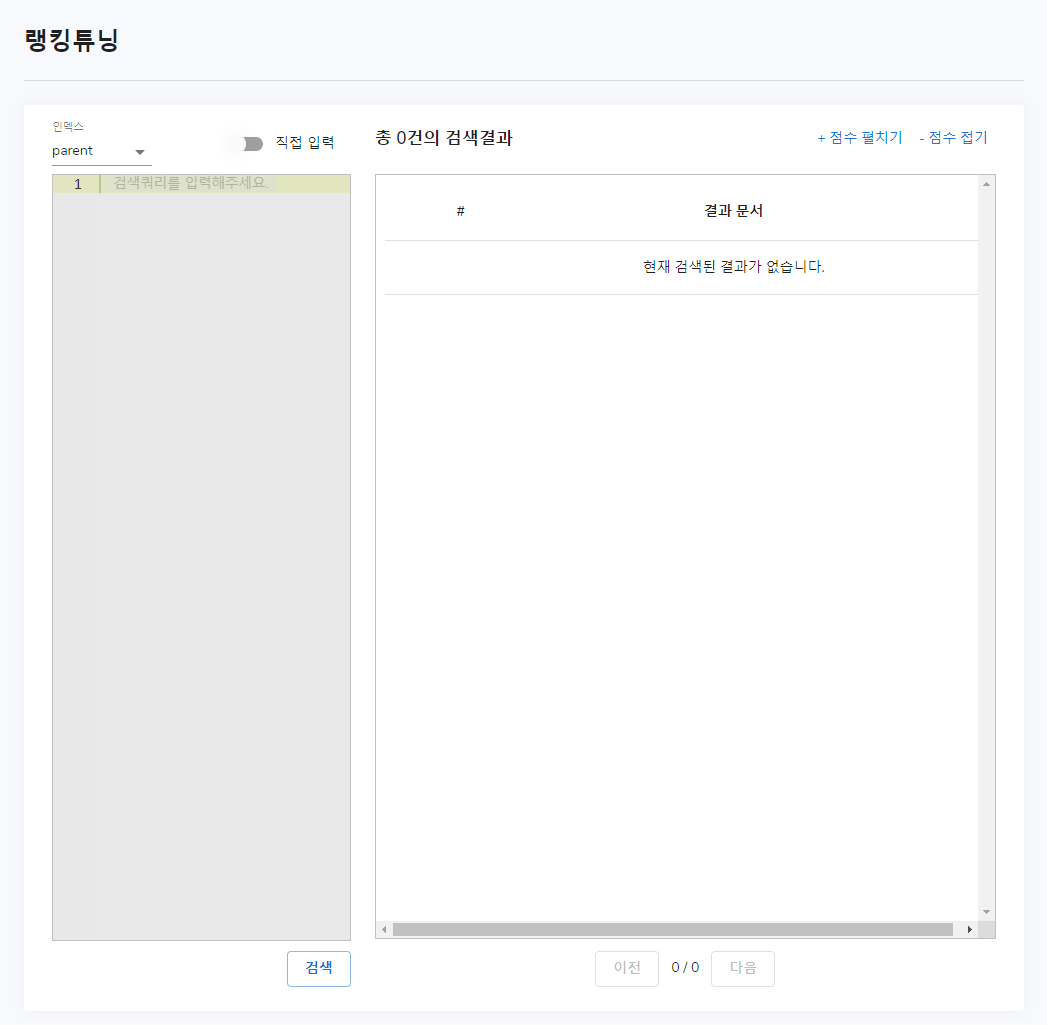 랭킹튜닝
인덱스
parent
직접 입력
총 0건의 검색결과
+ 점수 펼치기
- 점수 접기
1
검색쿼리를 입력해주세요.
#
결과 문서
현재 검색된 결과가 없습니다.
검색
이전
0 / 0
다음